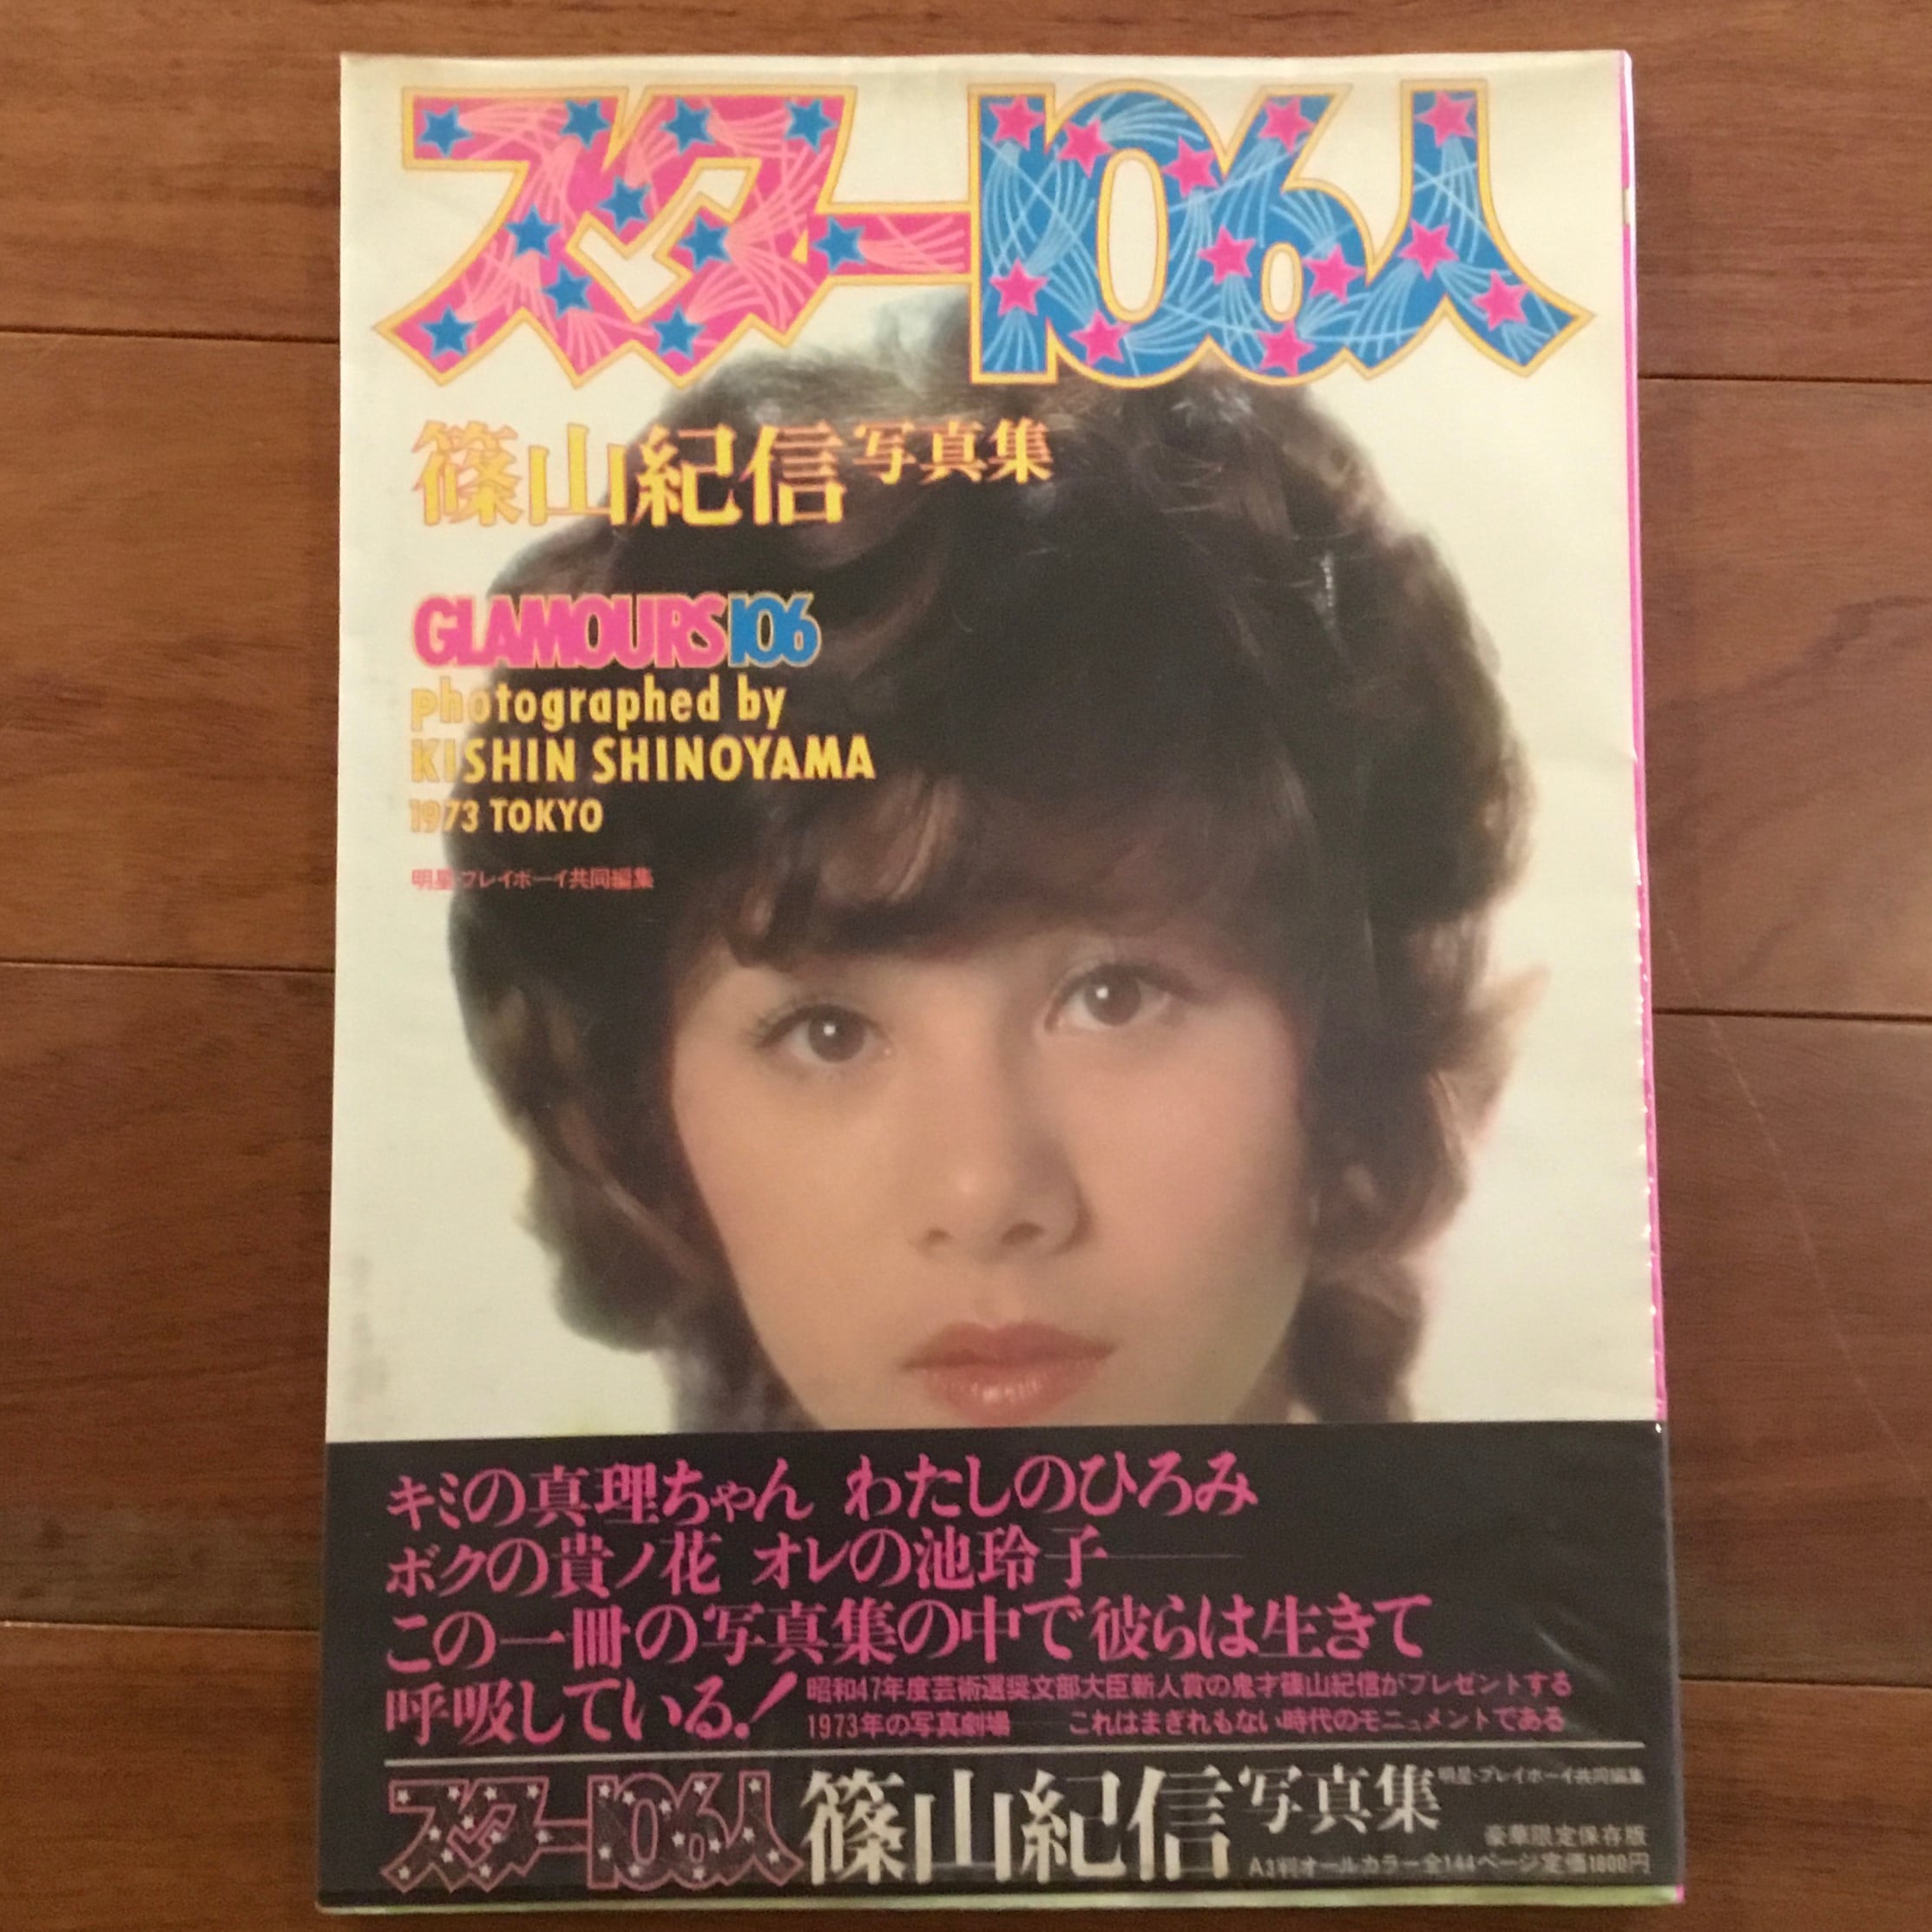 スター106人
篠山紀信写真集
GLAMOURS106
photographed by
KISHIN SHINOYAMA
1973 TOKYO
明星・プレイボーイ共同編集
キミの真理ちゃん わたしのひろみ
ボクの貴ノ花 オレの池玲子――
この一冊の写真集の中で彼らは生きて
呼吸している!
昭和47年度芸術選奨文部大臣新人賞の鬼才篠山紀信がプレゼントする
1973年の写真劇場――これはまぎれもない時代のモニュメントである
スター106人 篠山紀信写真集 明星・プレイボーイ共同編集
豪華限定保存版
A3判オールカラー全144ページ定価1800円